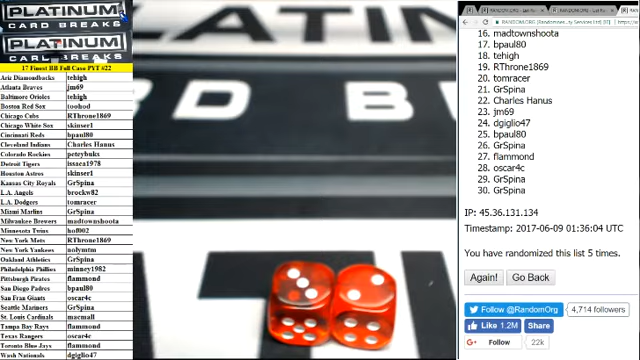 PLATINUM
CARD BREAKS
PLATINUM
CARD BREAKS
17 Finest BB Full Case PYT #22
Ariz Diamondbacks tehigh
Atlanta Braves jm69
Baltimore Orioles tehigh
Boston Red Sox toohod
Chicago Cubs RThrone1869
Chicago White Sox skinser1
Cincinnati Reds bpaul80
Cleveland Indians Charles Hanus
Colorado Rockies peteybuks
Detroit Tigers issaca1978
Houston Astros skinser1
Kansas City Royals GrSpina
L.A. Angels brockw82
L.A. Dodgers tomracer
Miami Marlins GrSpina
Milwaukee Brewers madtownshoota
Minnesota Twins hof002
New York Mets RThrone1869
New York Yankees nolymtm
Oakland Athletics GrSpina
Philadelphia Phillies minney1982
Pittsburgh Pirates flammond
San Diego Padres bpaul80
San Fran Giants oscar4c
Seattle Mariners GrSpina
St. Louis Cardinals macmall
Tampa Bay Rays flammond
Texas Rangers oscar4c
Toronto Blue Jays flammond
Wash Nationals dgiglio47
PLATINUM
RD B
TI
16. madtownshoota
17. bpaul80
18. tehigh
19. RThrone1869
20. tomracer
21. GrSpina
22. Charles Hanus
23. jm69
24. dgiglio47
25. bpaul80
26. GrSpina
27. flammond
28. oscar4c
29. GrSpina
30. GrSpina
IP: 45.36.131.134
Timestamp: 2017-06-09 01:36:04 UTC
You have randomized this list 5 times.
Again! Go Back
Follow @RandomOrg 4,714 followers
Like 1.2M Share
Follow 22k